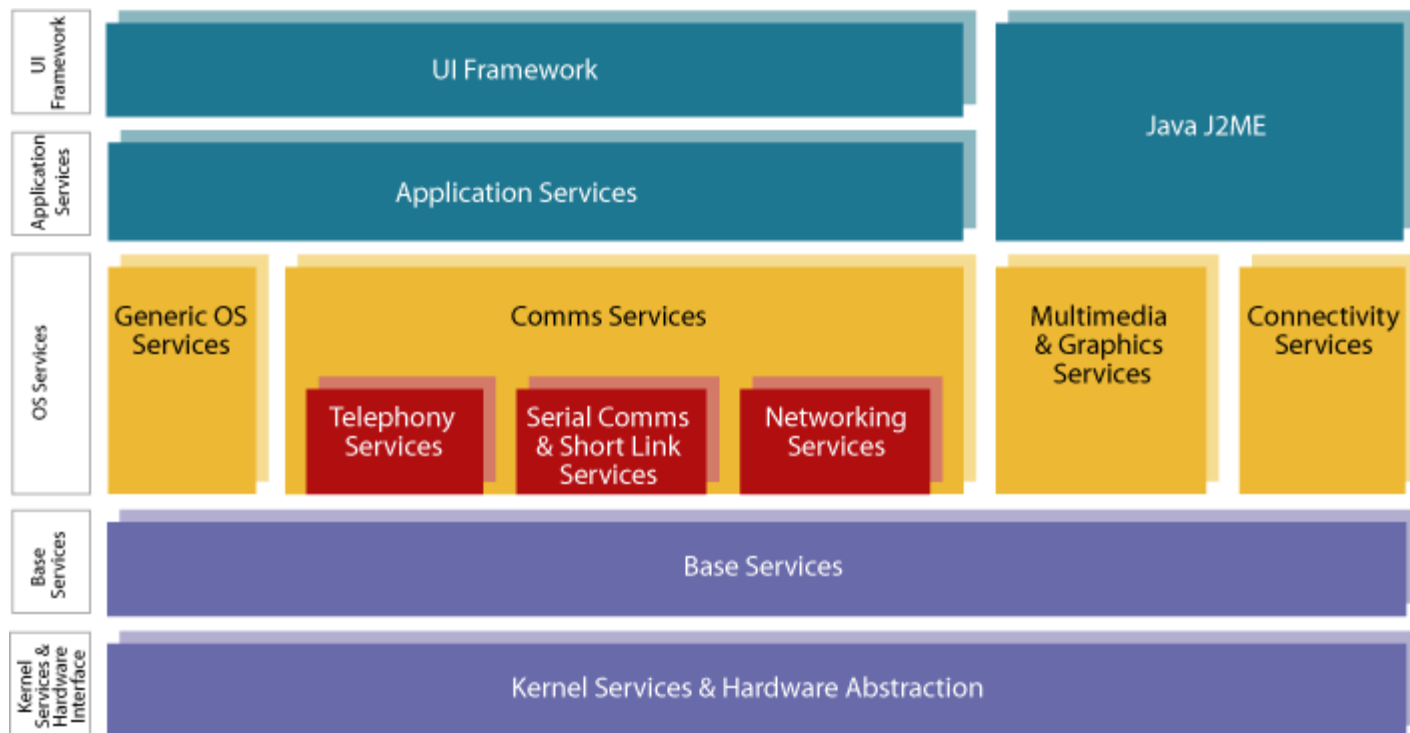 UI
Framework
UI Framework
Java J2ME
Application
Services
Application Services
OS Services
Generic OS
Services
Comms Services
Telephony
Services
Serial Comms
& Short Link
Services
Networking
Services
Multimedia
& Graphics
Services
Connectivity
Services
Base
Services
Base Services
Kernel
Services &
Hardware
Interface
Kernel Services & Hardware Abstraction